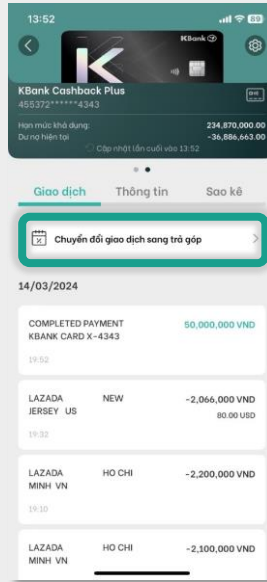 13:52
89
KBank
KBank Cashback Plus
455372******4343
Hạn mức khả dụng: 234,870,000.00
Dư nợ hiện tại -36,886,663.00
Cập nhật lần cuối vào 13:52
Giao dịch Thông tin Sao kê
Chuyển đổi giao dịch sang trả góp
14/03/2024
COMPLETED PAYMENT 50,000,000 VND
KBANK CARD X-4343
19:52
LAZADA NEW -2,066,000 VND
JERSEY US 80.00 USD
19:32
LAZADA HO CHI -2,200,000 VND
MINH VN
19:10
LAZADA HO CHI -2,100,000 VND
MINH VN